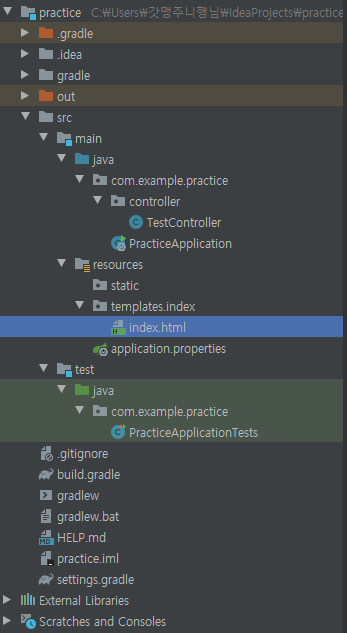 practice C:₩Users₩갓맹주니행님₩IdeaProjects₩practice
.gradle
.idea
gradle
out
src
main
java
com.example.practice
controller
TestController
PracticeApplication
resources
static
templates.index
index.html
application.properties
test
java
com.example.practice
PracticeApplicationTests
.gitignore
build.gradle
gradlew
gradlew.bat
HELP.md
practice.iml
settings.gradle
External Libraries
Scratches and Consoles